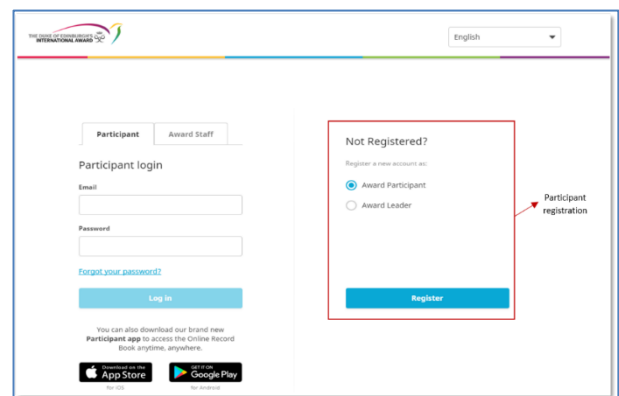 THE DUKE OF EDINBURGH'S
INTERNATIONAL AWARD
English
Participant
Award Staff
Participant login
Email
Password
Forgot your password?
Log in
You can also download our brand new
Participant app to access the Online Record
Book anytime, anywhere.
Download on the
App Store
for iOS
GET IT ON
Google Play
for Android
Not Registered?
Register a new account as:
Award Participant
Award Leader
Register
Participant
registration